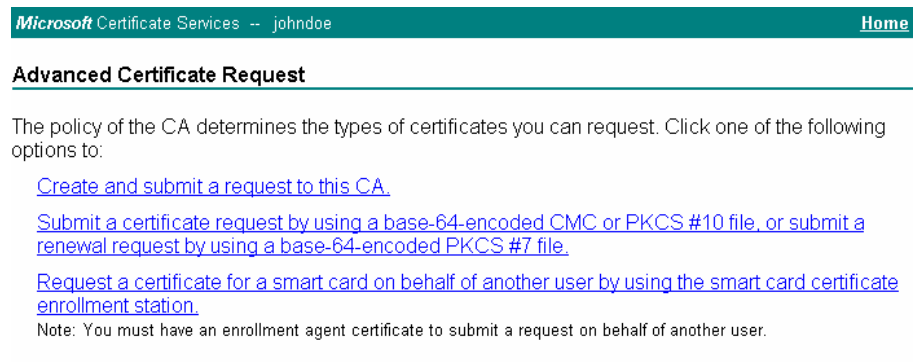 Microsoft Certificate Services -- johndoe Home
Advanced Certificate Request
The policy of the CA determines the types of certificates you can request. Click one of the following
options to:
Create and submit a request to this CA.
Submit a certificate request by using a base-64-encoded CMC or PKCS #10 file, or submit a
renewal request by using a base-64-encoded PKCS #7 file.
Request a certificate for a smart card on behalf of another user by using the smart card certificate
enrollment station.
Note: You must have an enrollment agent certificate to submit a request on behalf of another user.